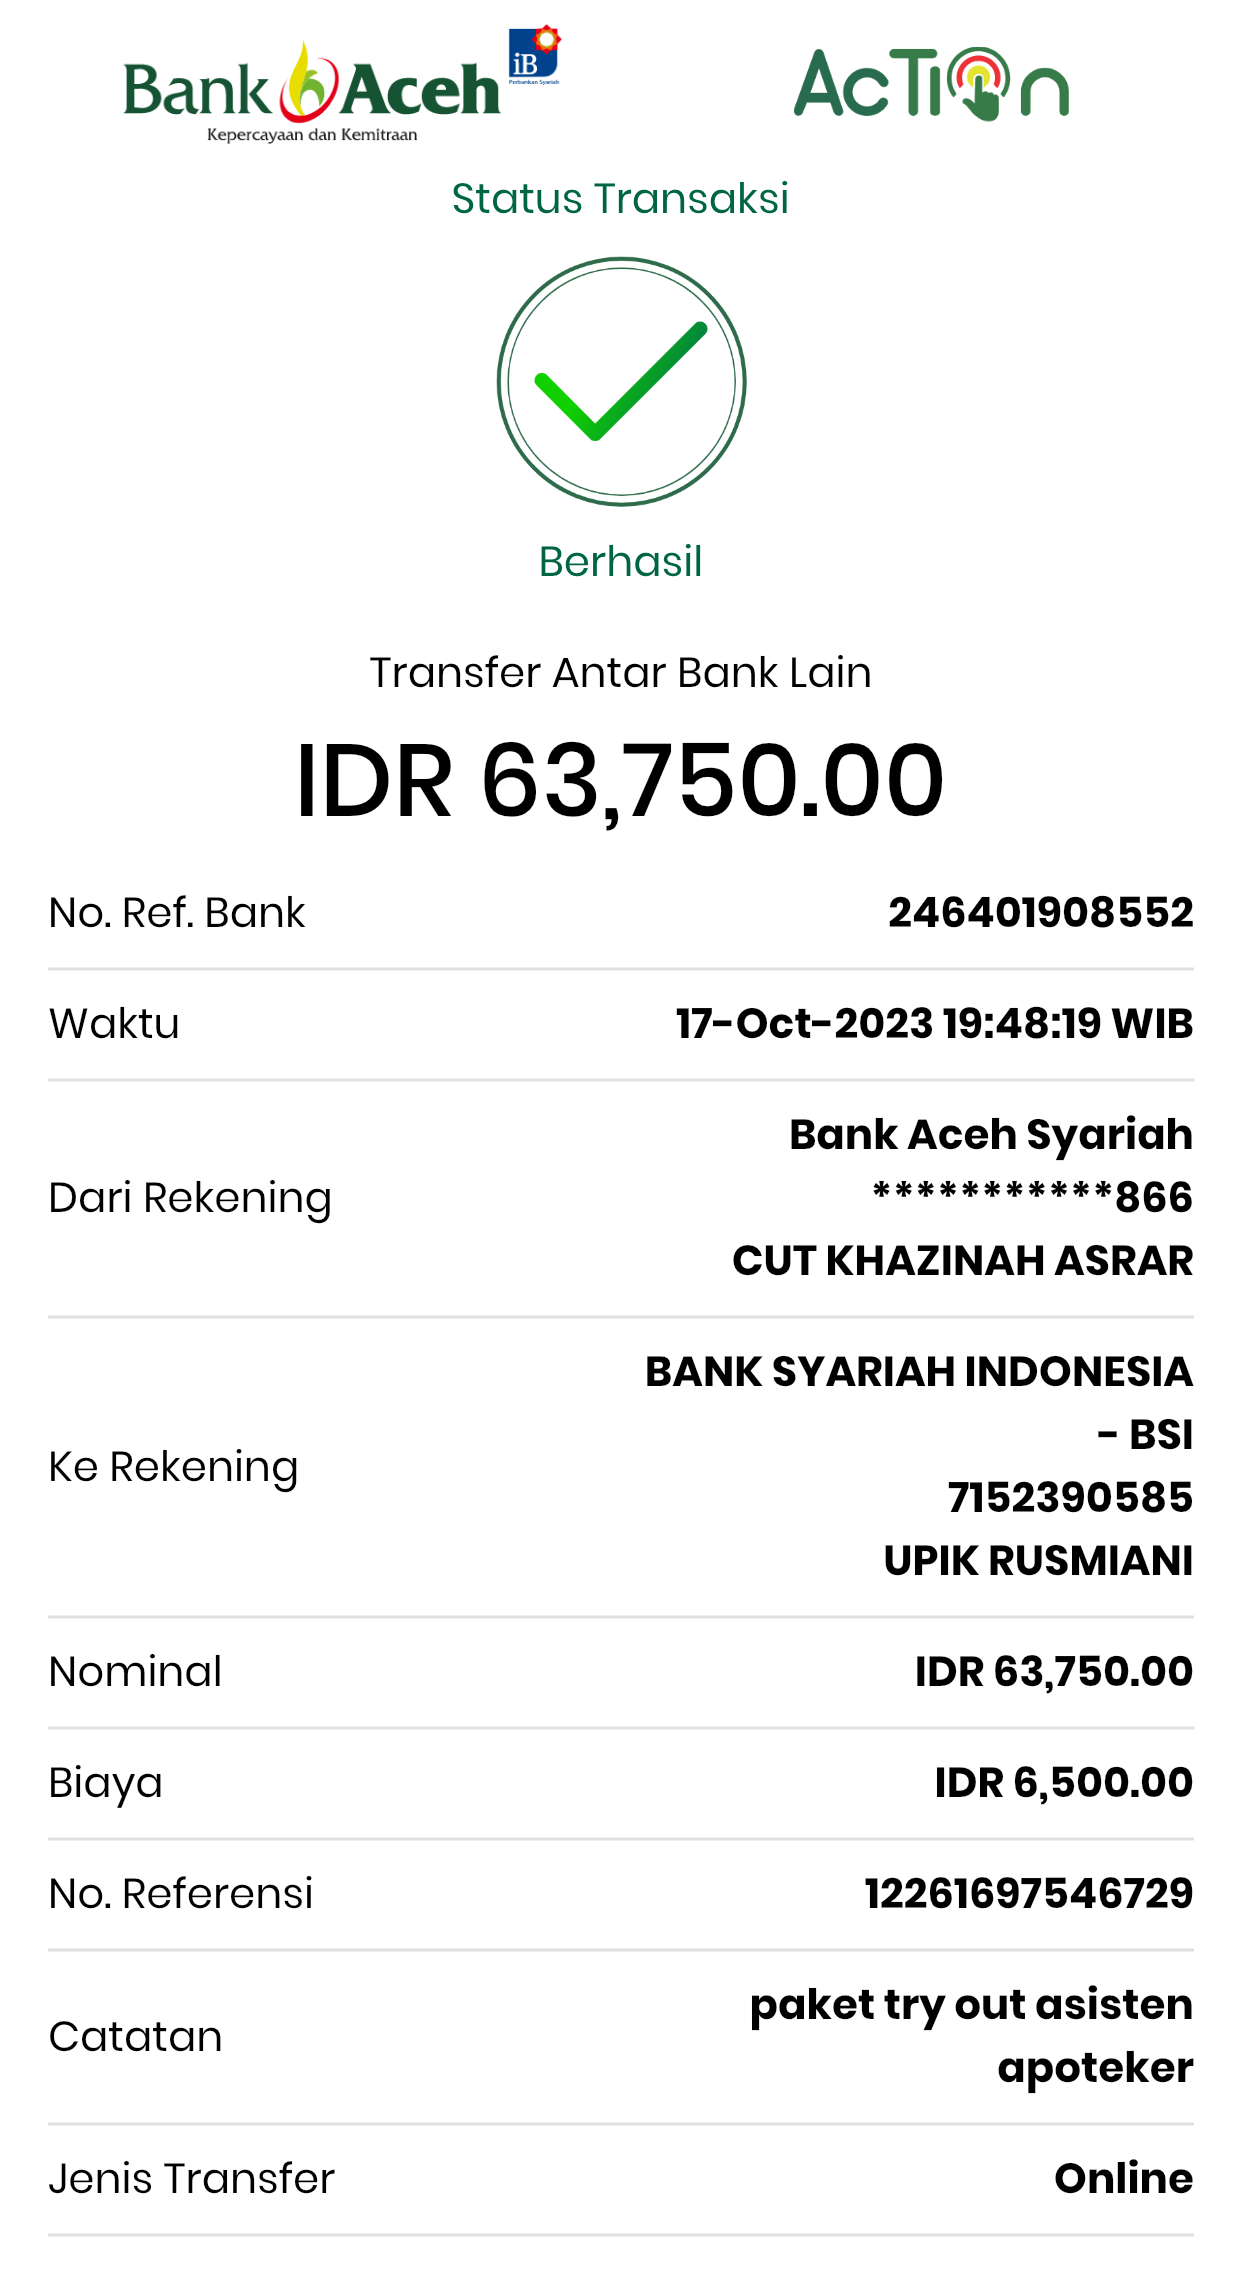 Bank Aceh
Kepercayaan dan Kemitraan
iB
Perbankan Syariah
AcTion
Status Transaksi
Berhasil
Transfer Antar Bank Lain
IDR 63,750.00
No. Ref. Bank 246401908552
Waktu 17-Oct-2023 19:48:19 WIB
Bank Aceh Syariah
Dari Rekening ***********866
CUT KHAZINAH ASRAR
BANK SYARIAH INDONESIA
- BSI
Ke Rekening
7152390585
UPIK RUSMIANI
Nominal IDR 63,750.00
Biaya IDR 6,500.00
No. Referensi 12261697546729
Catatan
paket try out asisten
apoteker
Jenis Transfer Online